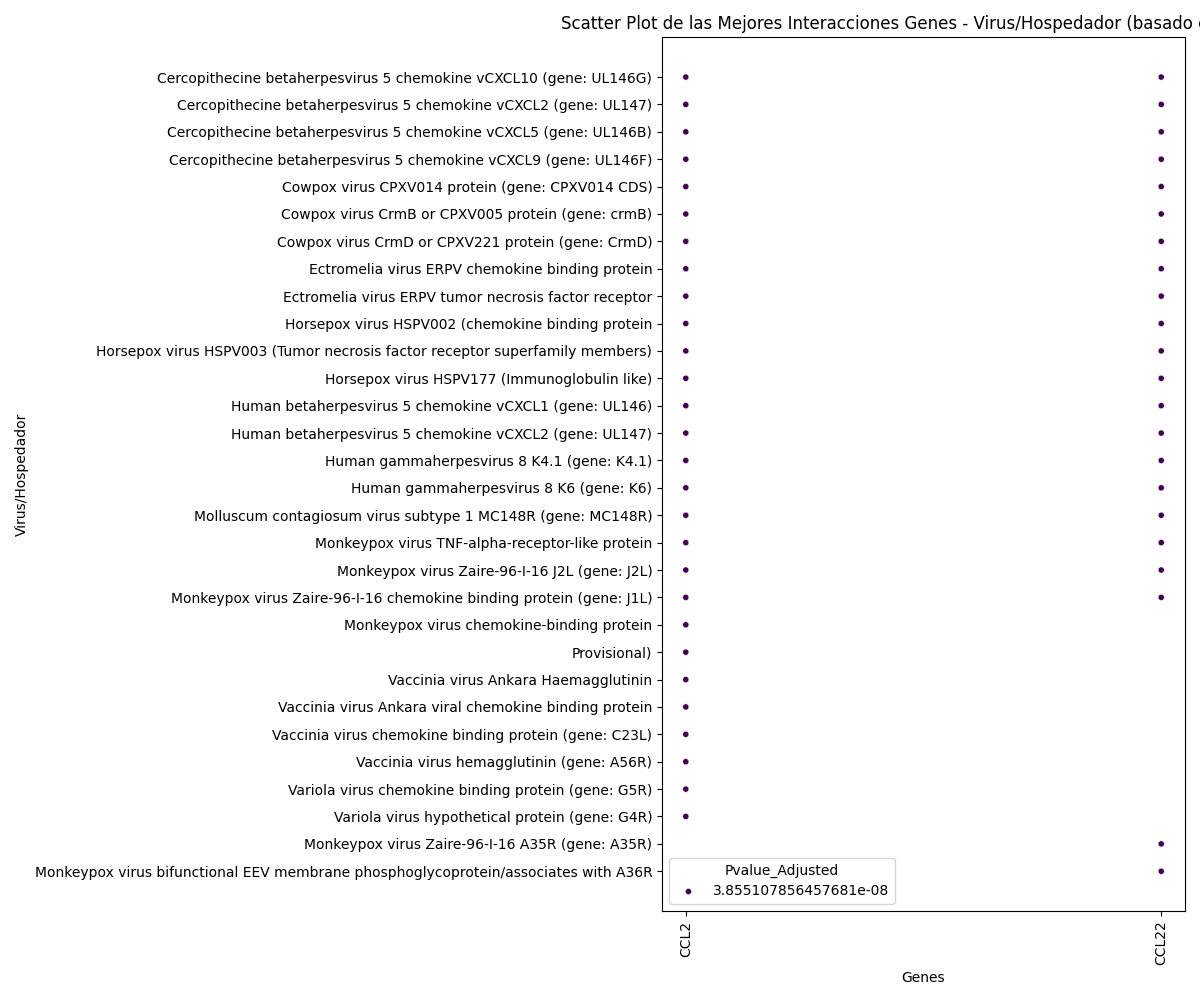 Scatter Plot de las Mejores Interacciones Genes - Virus/Hospedador (basado
Cercopithecine betaherpesvirus 5 chemokine vCXCL10 (gene: UL146G)
Cercopithecine betaherpesvirus 5 chemokine vCXCL2 (gene: UL147)
Cercopithecine betaherpesvirus 5 chemokine vCXCL5 (gene: UL146B)
Cercopithecine betaherpesvirus 5 chemokine vCXCL9 (gene: UL146F)
Cowpox virus CPXV014 protein (gene: CPXV014 CDS)
Cowpox virus CrmB or CPXV005 protein (gene: crmB)
Cowpox virus CrmD or CPXV221 protein (gene: CrmD)
Ectromelia virus ERPV chemokine binding protein
Ectromelia virus ERPV tumor necrosis factor receptor
Horsepox virus HSPV002 (chemokine binding protein
Horsepox virus HSPV003 (Tumor necrosis factor receptor superfamily members)
Horsepox virus HSPV177 (Immunoglobulin like)
Human betaherpesvirus 5 chemokine vCXCL1 (gene: UL146)
Human betaherpesvirus 5 chemokine vCXCL2 (gene: UL147)
Human gammaherpesvirus 8 K4.1 (gene: K4.1)
Human gammaherpesvirus 8 K6 (gene: K6)
Molluscum contagiosum virus subtype 1 MC148R (gene: MC148R)
Monkeypox virus TNF-alpha-receptor-like protein
Monkeypox virus Zaire-96-I-16 J2L (gene: J2L)
Monkeypox virus Zaire-96-I-16 chemokine binding protein (gene: J1L)
Monkeypox virus chemokine-binding protein
Provisional)
Vaccinia virus Ankara Haemagglutinin
Vaccinia virus Ankara viral chemokine binding protein
Vaccinia virus chemokine binding protein (gene: C23L)
Vaccinia virus hemagglutinin (gene: A56R)
Variola virus chemokine binding protein (gene: G5R)
Variola virus hypothetical protein (gene: G4R)
Monkeypox virus Zaire-96-I-16 A35R (gene: A35R)
Monkeypox virus bifunctional EEV membrane phosphoglycoprotein/associates with A36R
Virus/Hospedador
Pvalue_Adjusted
3.855107856457681e-08
CCL2
CCL22
Genes